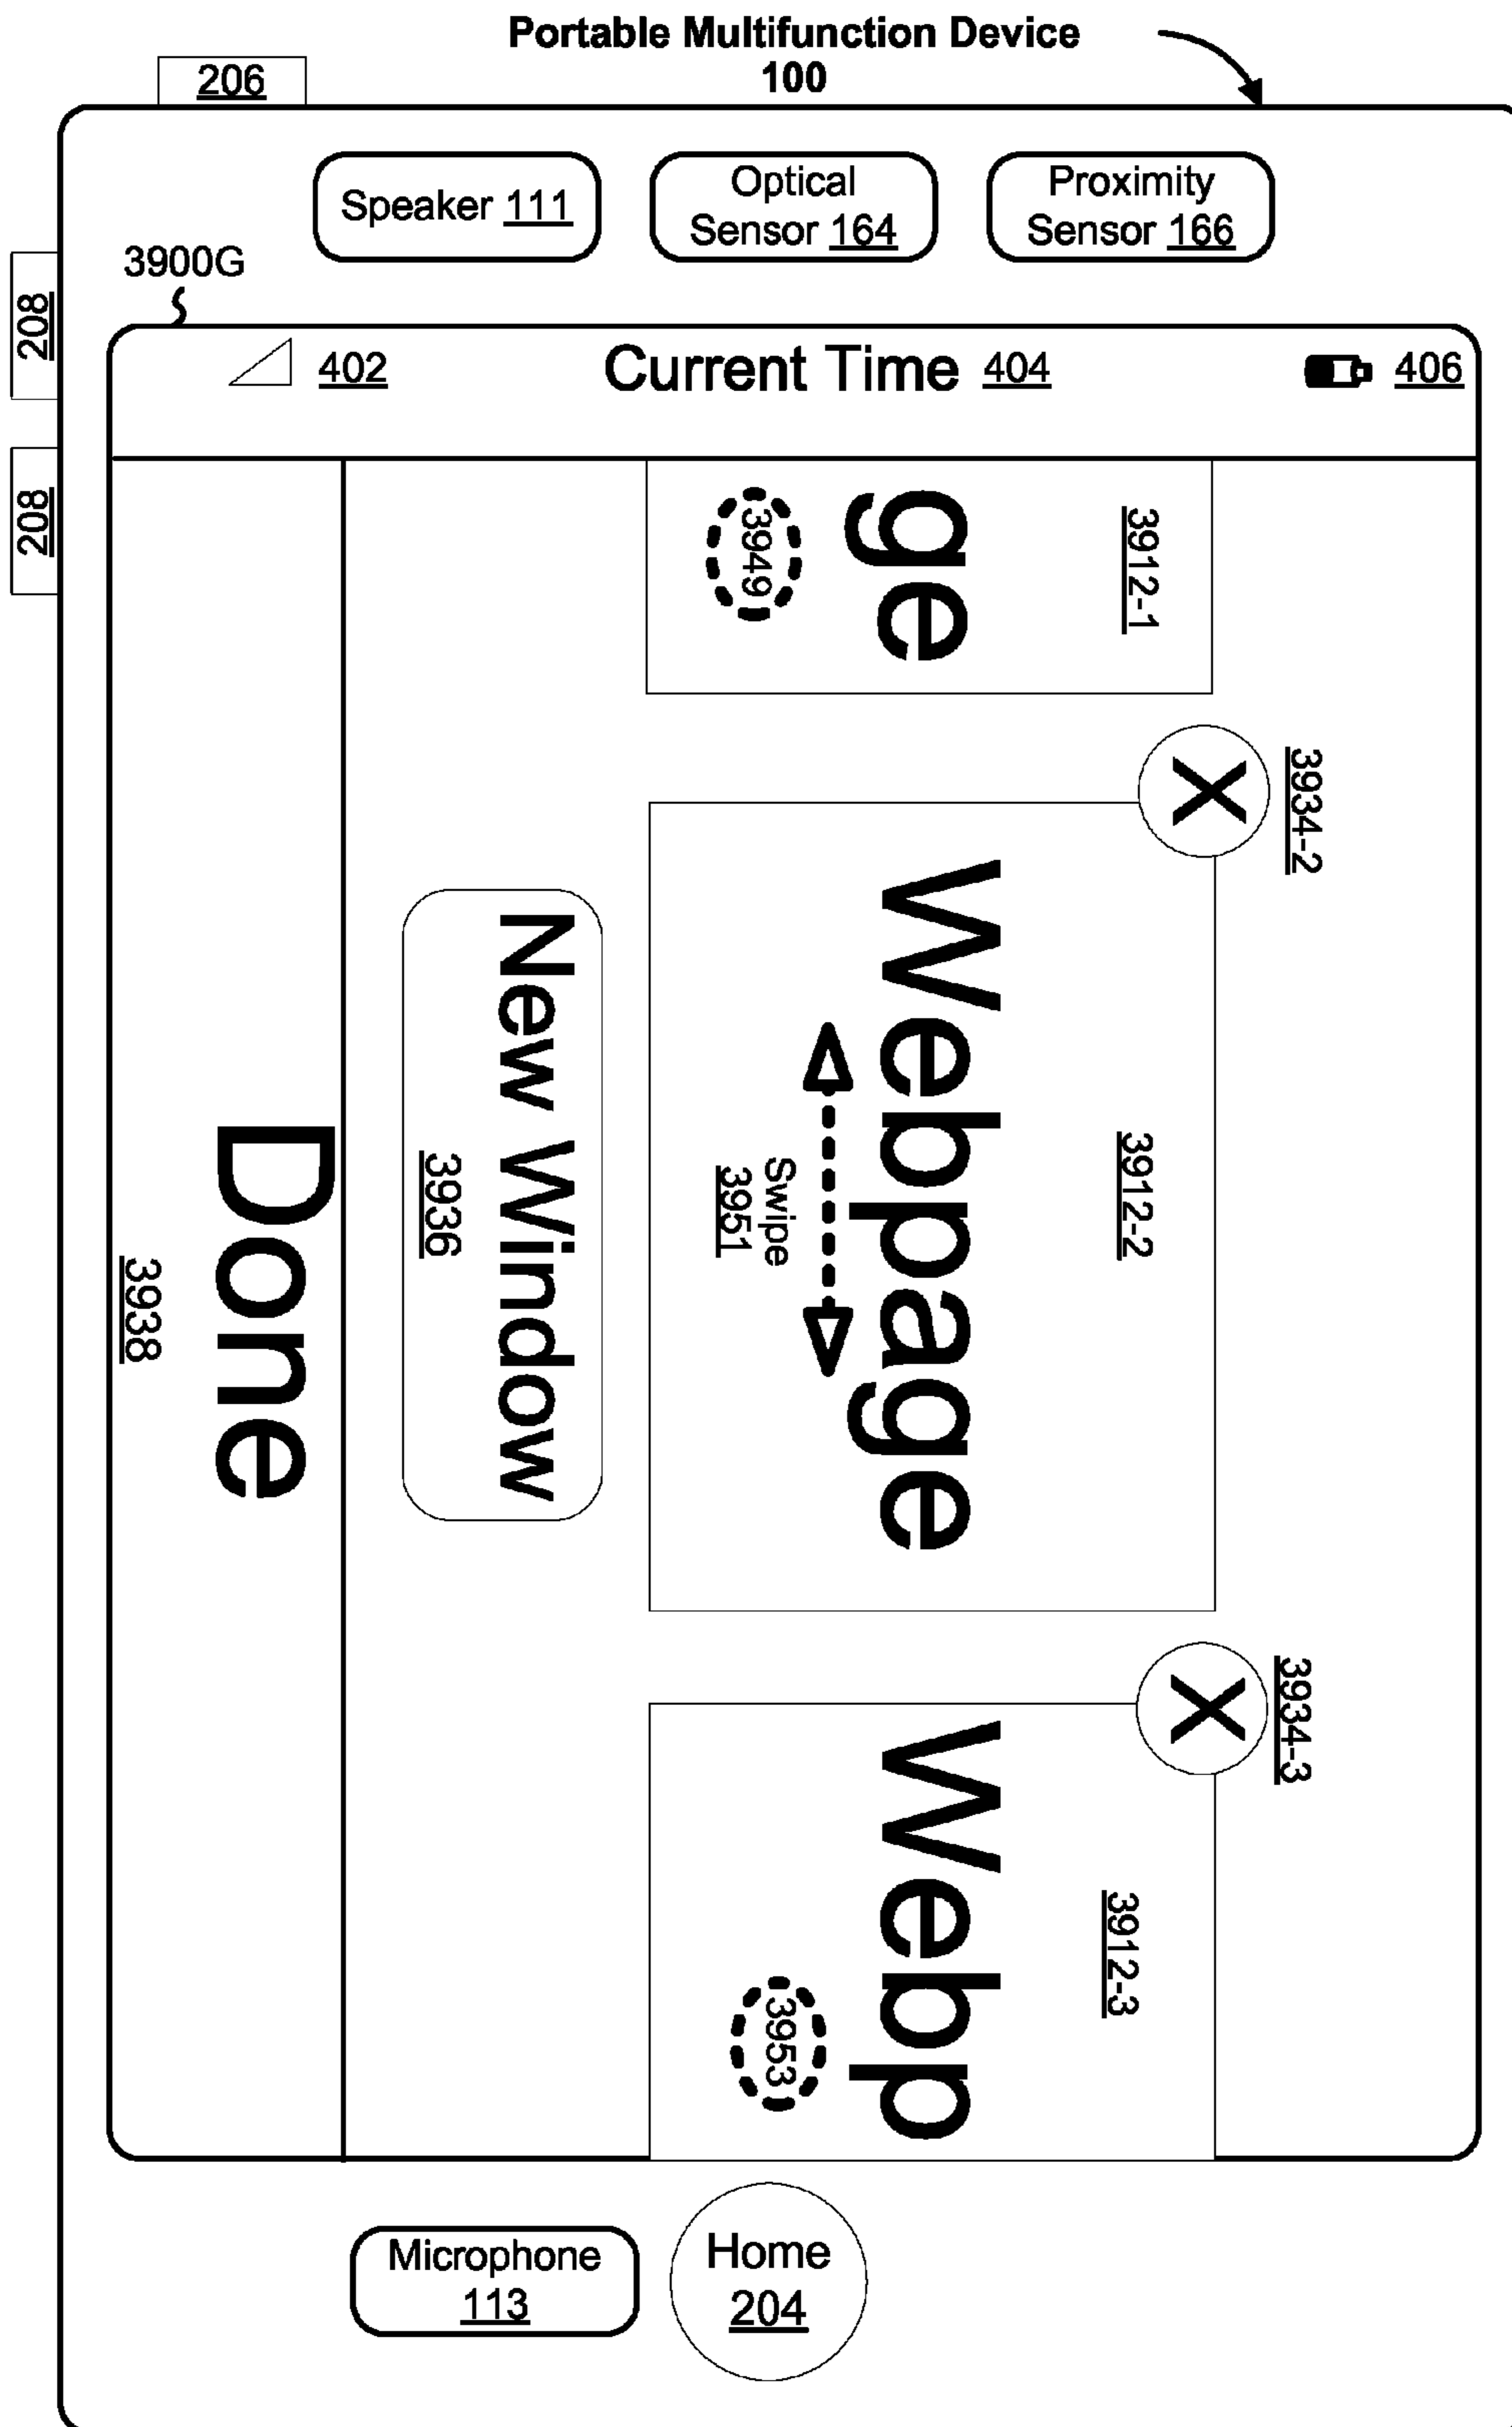 Portable Multifunction Device
100
206
Speaker 111
Optical
Sensor 164
Proximity
Sensor 166
208
208
3900G
402
Current Time 404
406
3912-1
ge
3949
3934-2
X
3912-2
Webpage
Swipe
3951
3934-3
X
3912-3
Webp
3953
New Window
3936
Done
3938
Microphone
113
Home
204